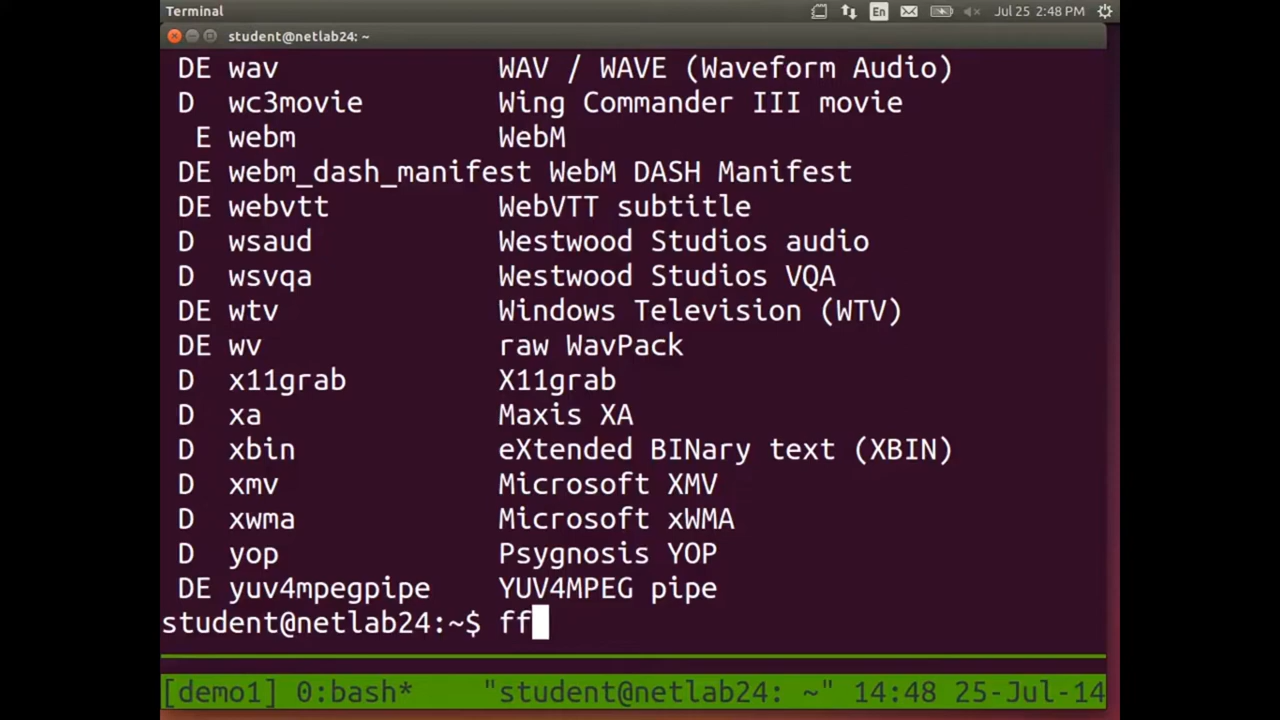 Terminal En Jul 25 2:48 PM
student@netlab24: ~
DE wav WAV / WAVE (Waveform Audio)
D wc3movie Wing Commander III movie
E webm WebM
DE webm_dash_manifest WebM DASH Manifest
DE webvtt WebVTT subtitle
D wsaud Westwood Studios audio
D wsvqa Westwood Studios VQA
DE wtv Windows Television (WTV)
DE wv raw WavPack
D x11grab X11grab
D xa Maxis XA
D xbin eXtended BINary text (XBIN)
D xmv Microsoft XMV
D xwma Microsoft xWMA
D yop Psygnosis YOP
DE yuv4mpegpipe YUV4MPEG pipe
student@netlab24:~$ ff
[demo1] 0:bash* "student@netlab24: ~" 14:48 25-Jul-14